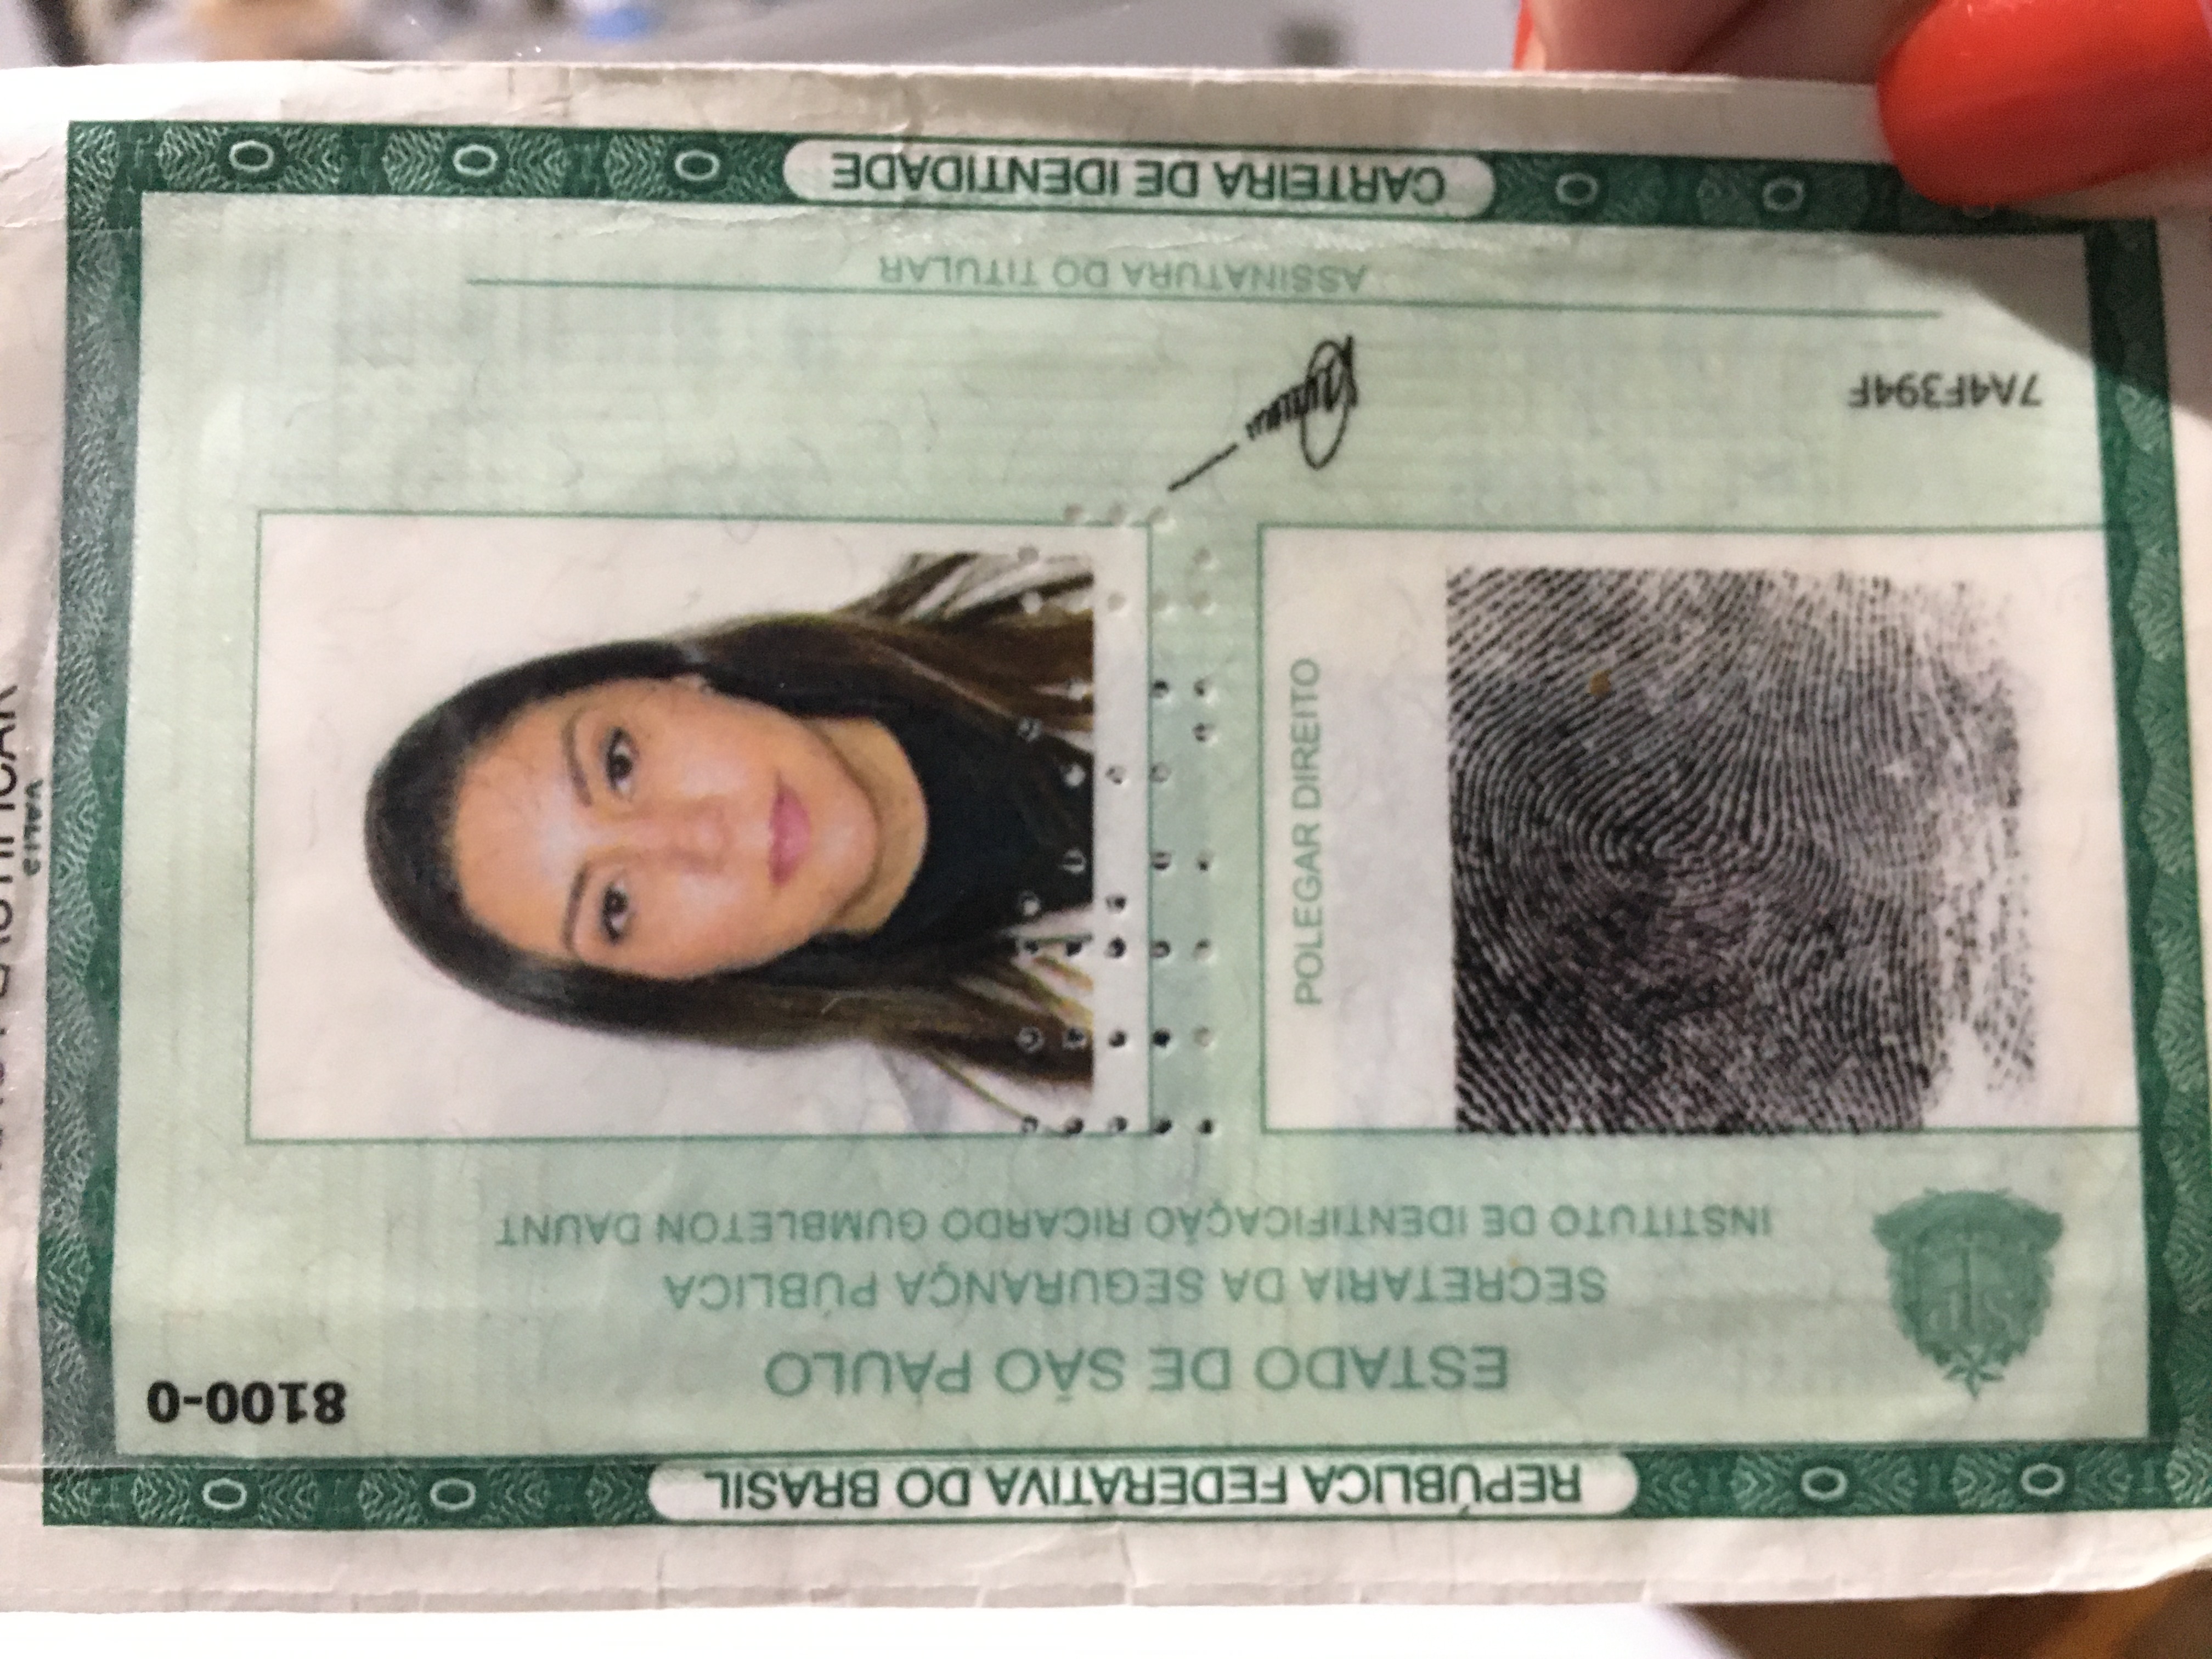 REPÚBLICA FEDERATIVA DO BRASIL
8100-0
ESTADO DE SÃO PAULO
SECRETARIA DA SEGURANÇA PÚBLICA
INSTITUTO DE IDENTIFICAÇÃO RICARDO GUMBLETON DAUNT
POLEGAR DIREITO
7A4F394F
ASSINATURA DO TITULAR
CARTEIRA DE IDENTIDADE
PLASTIFICAR